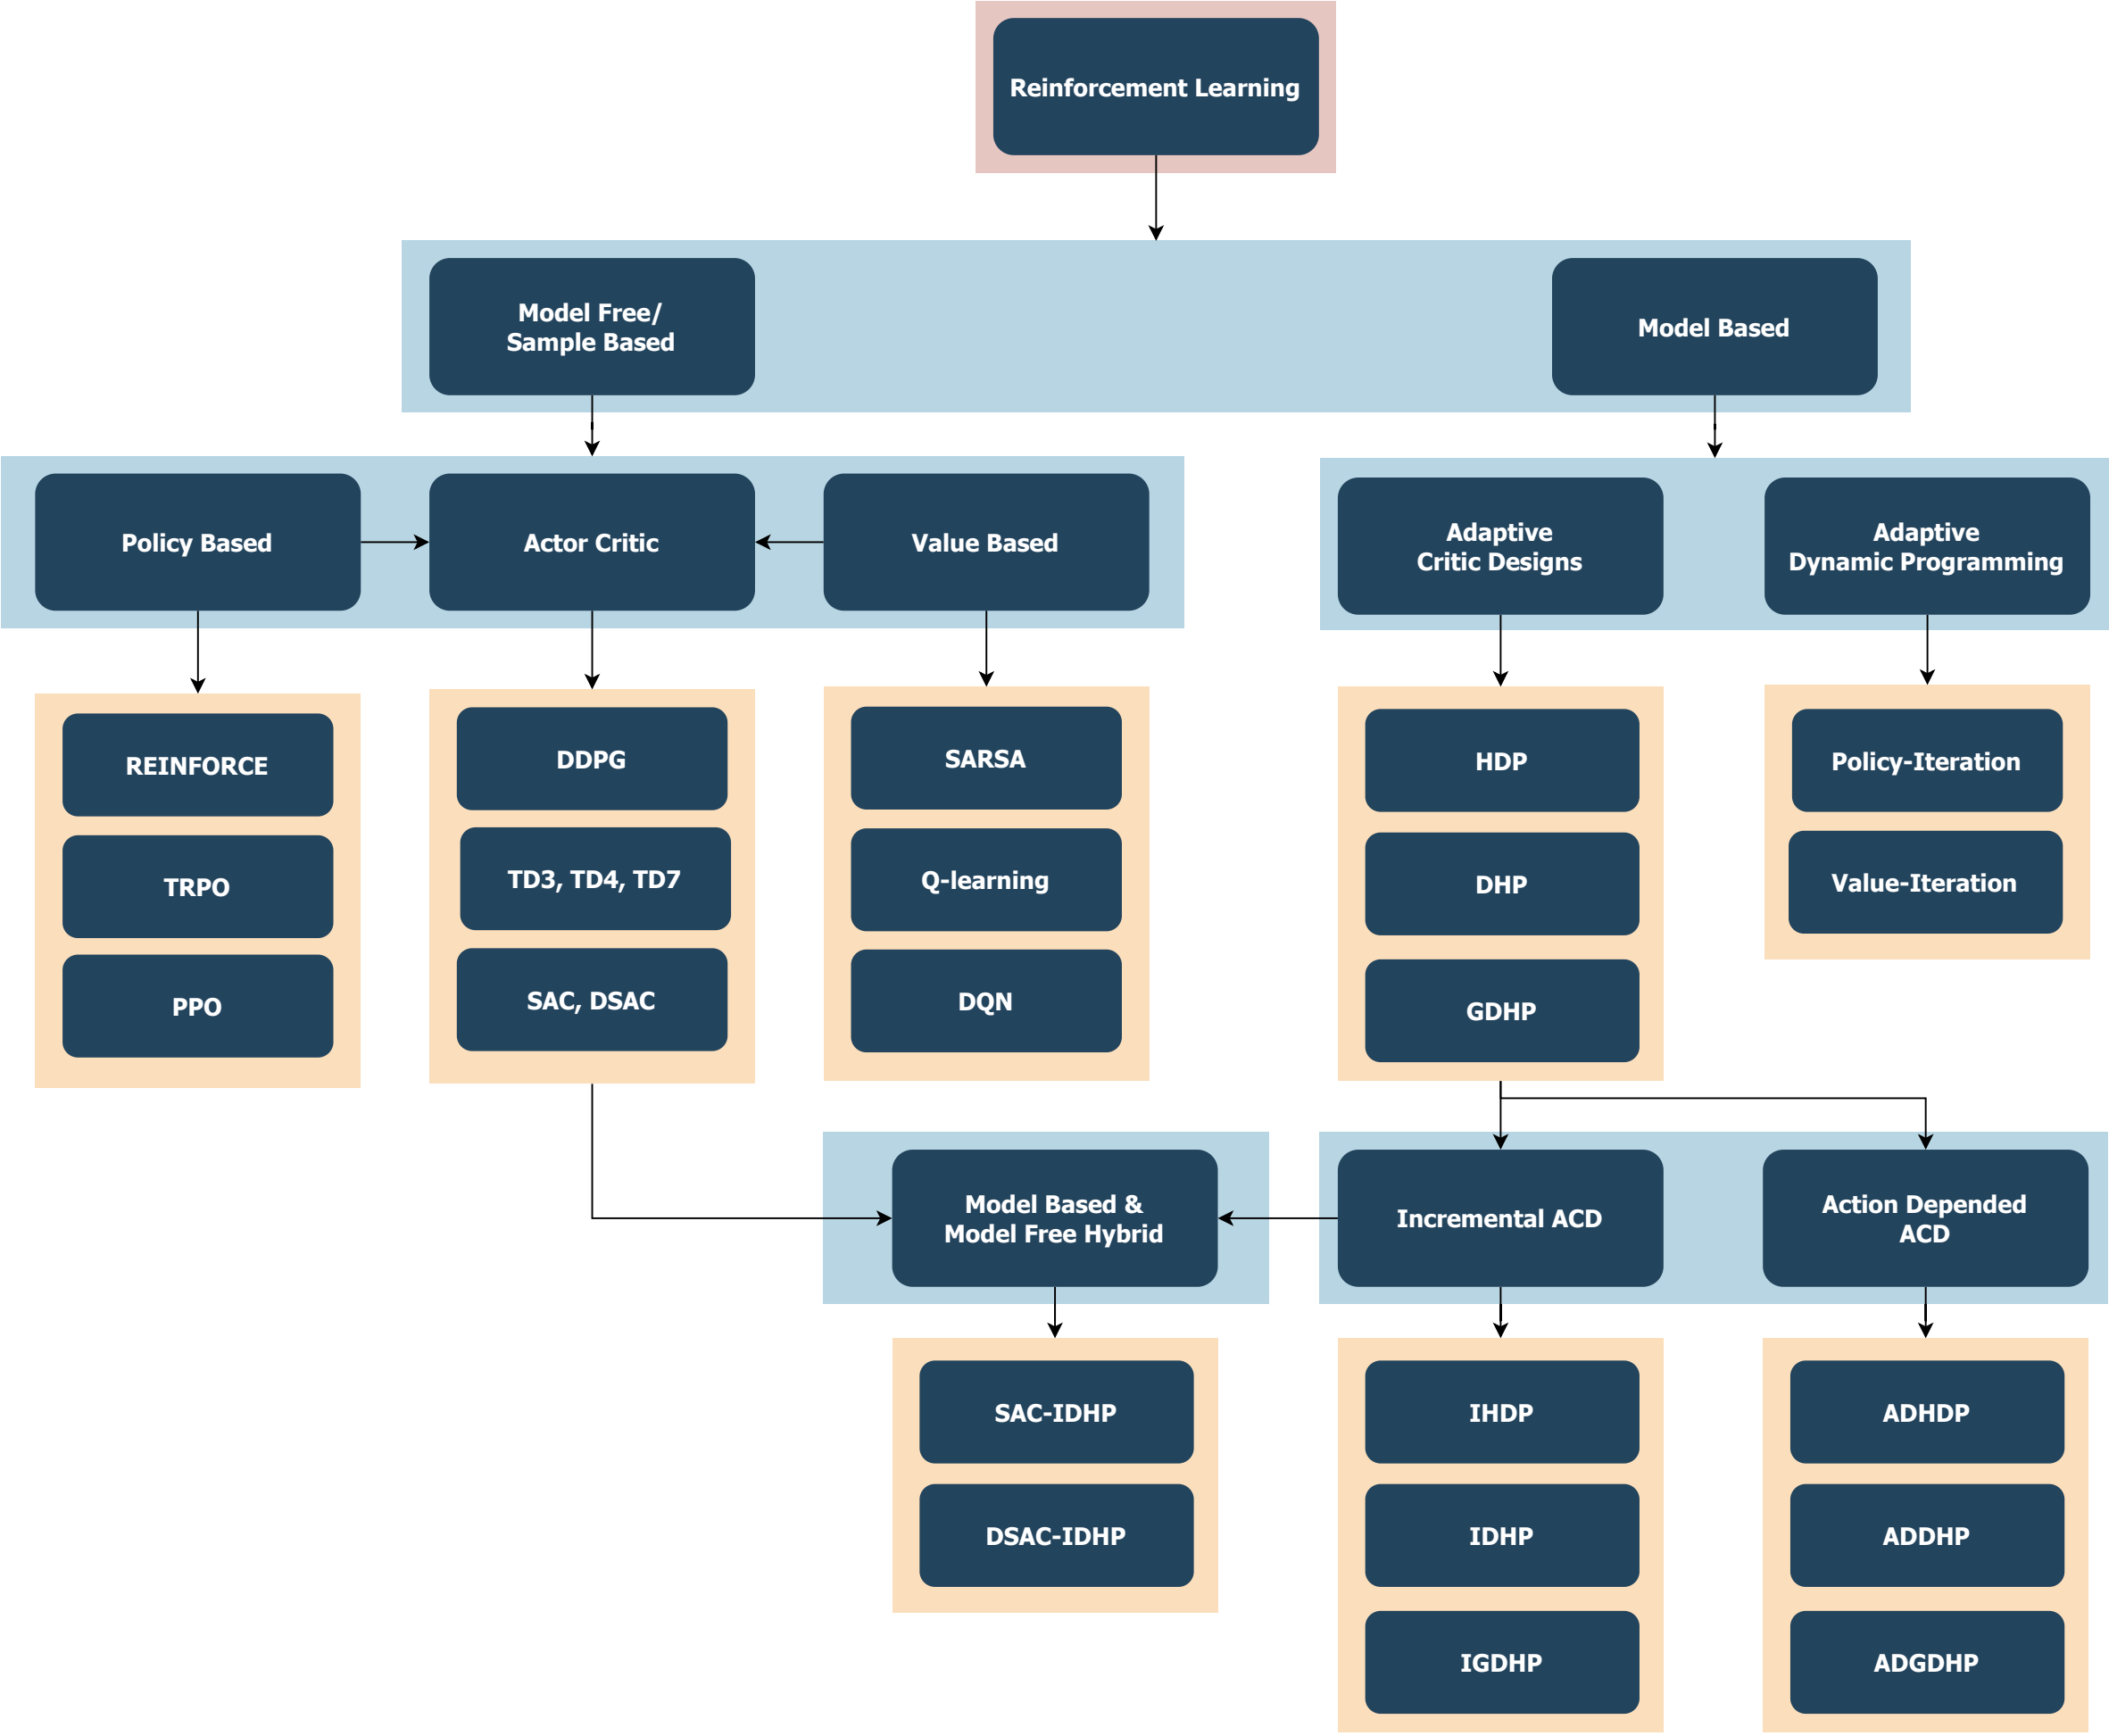 Reinforcement Learning
Model Free/
Sample Based
Model Based
Policy Based
Actor Critic
Value Based
Adaptive
Critic Designs
Adaptive
Dynamic Programming
REINFORCE
TRPO
PPO
DDPG
TD3, TD4, TD7
SAC, DSAC
SARSA
Q-learning
DQN
HDP
DHP
GDHP
Policy-Iteration
Value-Iteration
Model Based &
Model Free Hybrid
Incremental ACD
Action Depended
ACD
SAC-IDHP
DSAC-IDHP
IHDP
IDHP
IGDHP
ADHDP
ADDHP
ADGDHP